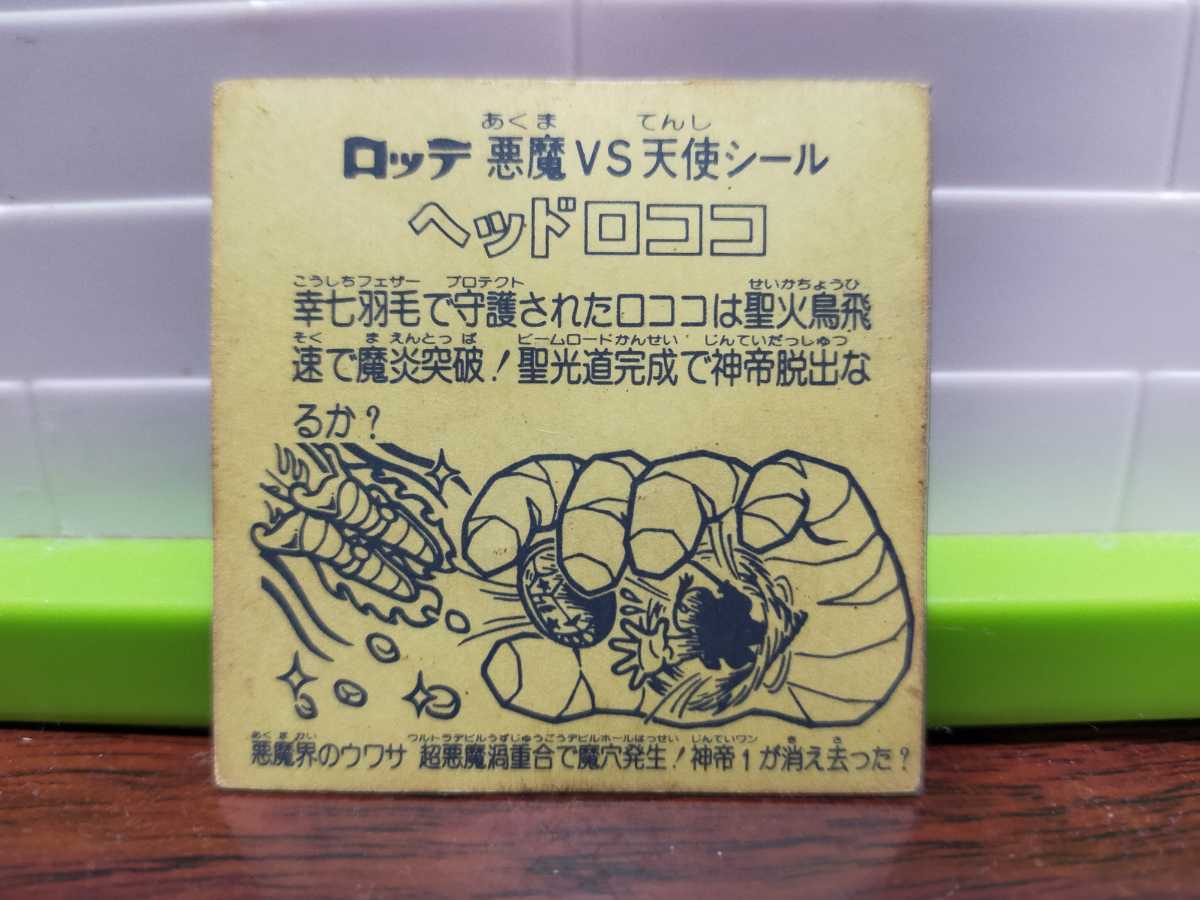 あくま てんし
ロッテ 悪魔VS天使シール
ヘッドロココ
こうしちフェザー プロテクト せいかちょうひ
幸七羽毛で守護されたロココは聖火鳥飛
そく まえんとっぱ ビームロードかんせい じんていだっしゅつ
速で魔炎突破!聖光道完成で神帝脱出な
るか?
あくまかい ウルトラデビルうずじゅうごうデビルホールはっせい じんていワン き さ
悪魔界のウワサ 超悪魔渦重合で魔穴発生!神帝1が消え去った?